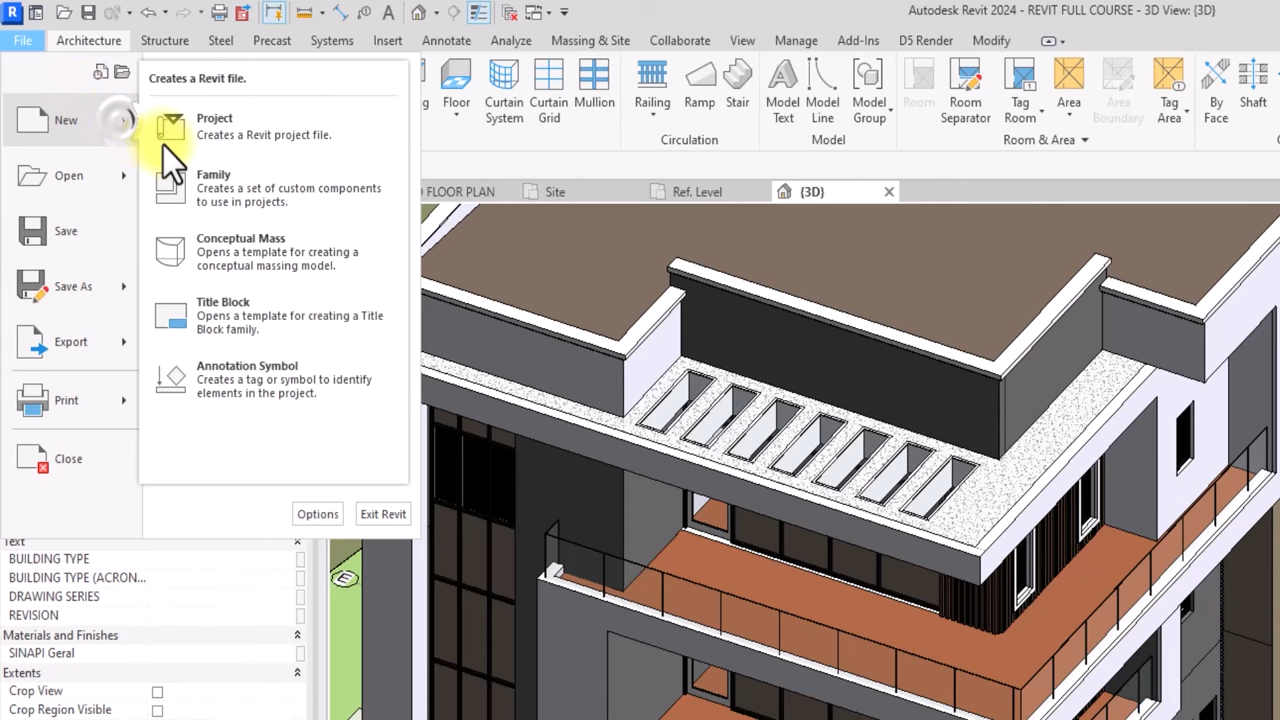 Autodesk Revit 2024 - REVIT FULL COURSE - 3D View: {3D}
File Architecture Structure Steel Precast Systems Insert Annotate Analyze Massing & Site Collaborate View Manage Add-Ins D5 Render Modify
Creates a Revit file.
New
Open
Save
Save As
Export
Print
Close
Project
Creates a Revit project file.
Family
Creates a set of custom components
to use in projects.
Conceptual Mass
Opens a template for creating a
conceptual massing model.
Title Block
Opens a template for creating a Title
Block family.
Annotation Symbol
Creates a tag or symbol to identify
elements in the project.
Options Exit Revit
Floor
Curtain
System
Curtain
Grid
Mullion
Railing
Ramp
Stair
Model
Text
Model
Line
Model
Group
Room
Room
Separator
Tag
Room
Area
Area
Boundary
Tag
Area
By
Face
Shaft
Circulation Model Room & Area
FLOOR PLAN Site Ref. Level {3D}
Text
BUILDING TYPE
BUILDING TYPE (ACRON...
DRAWING SERIES
REVISION
Materials and Finishes
SINAPI Geral
Extents
Crop View
Crop Region Visible
E